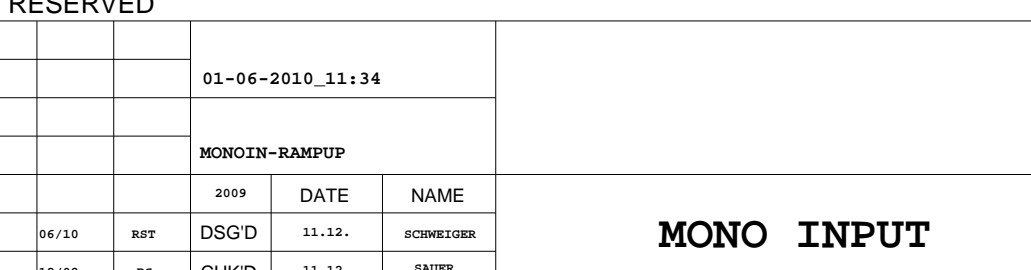 RESERVED
01-06-2010_11:34
MONOIN-RAMPUP
2009 DATE NAME
06/10 RST DSG'D 11.12. SCHWEIGER
MONO INPUT
CHK'D 11.12. SAUER